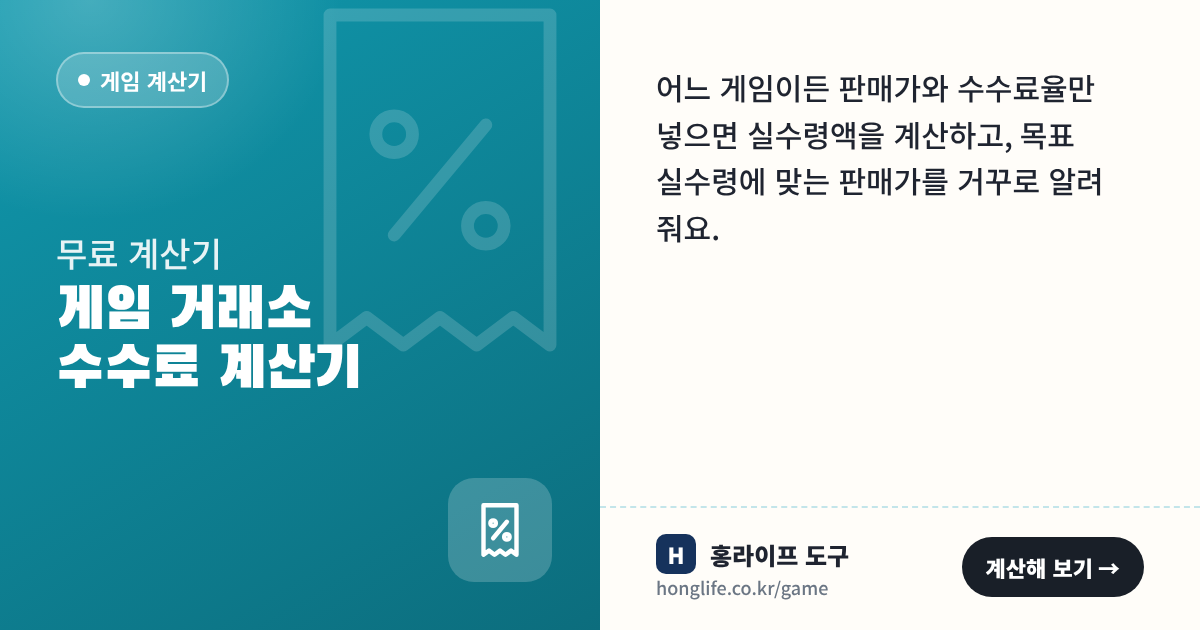 게임 계산기
무료 계산기
게임 거래소
수수료 계산기
어느 게임이든 판매가와 수수료율만
넣으면 실수령액을 계산하고, 목표
실수령에 맞는 판매가를 거꾸로 알려
줘요.
H 홍라이프 도구
honglife.co.kr/game
계산해 보기 →